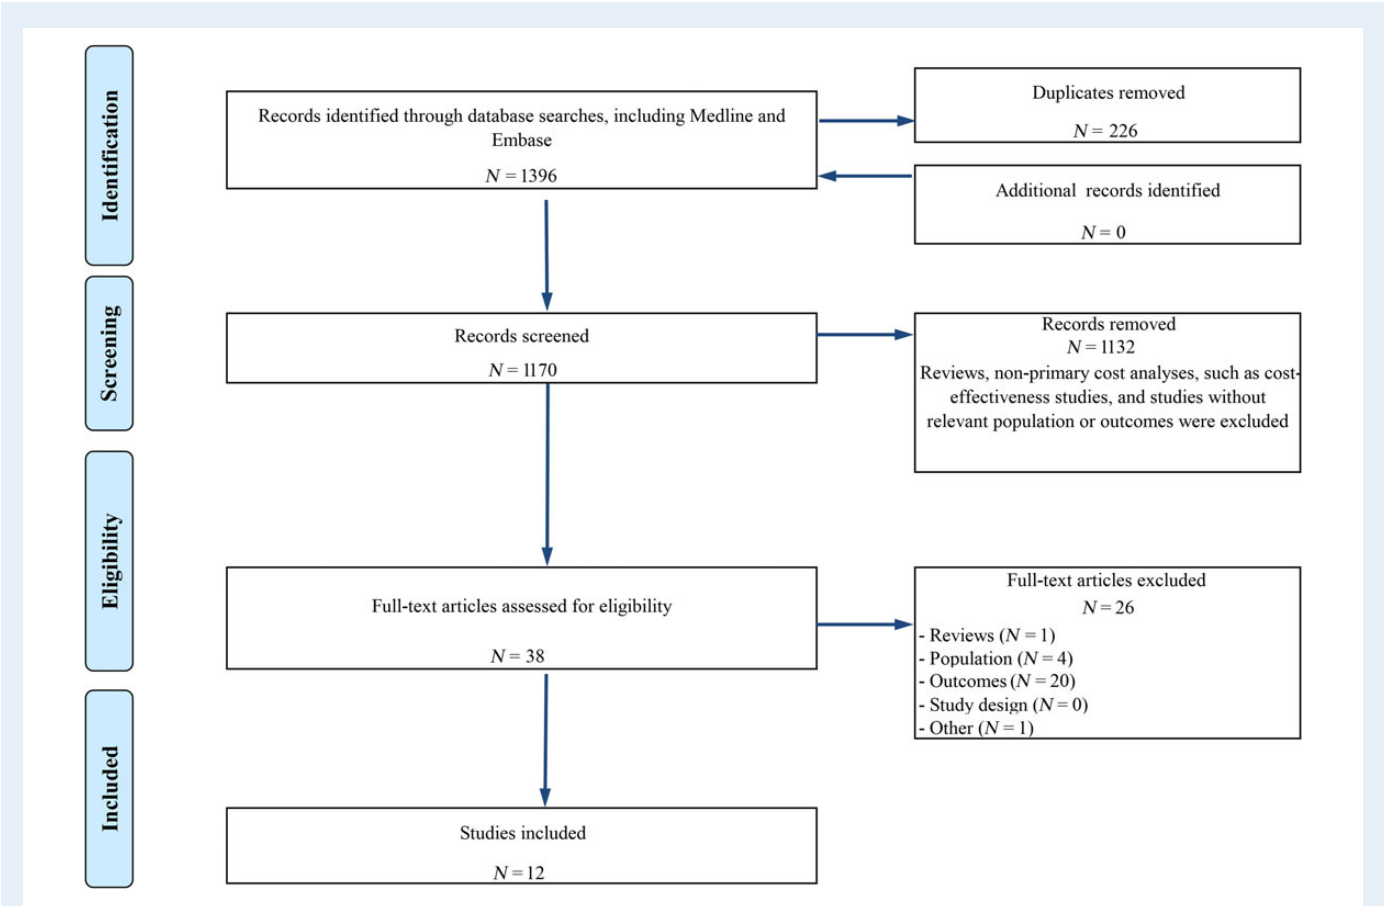 Identification
Records identified through database searches, including Medline and
Embase
N = 1396
Duplicates removed
N = 226
Additional records identified
N = 0
Screening
Records screened
N = 1170
Records removed
N = 1132
Reviews, non-primary cost analyses, such as cost-
effectiveness studies, and studies without
relevant population or outcomes were excluded
Eligibility
Full-text articles assessed for eligibility
N = 38
Full-text articles excluded
N = 26
- Reviews (N = 1)
- Population (N = 4)
- Outcomes (N = 20)
- Study design (N = 0)
- Other (N = 1)
Included
Studies included
N = 12